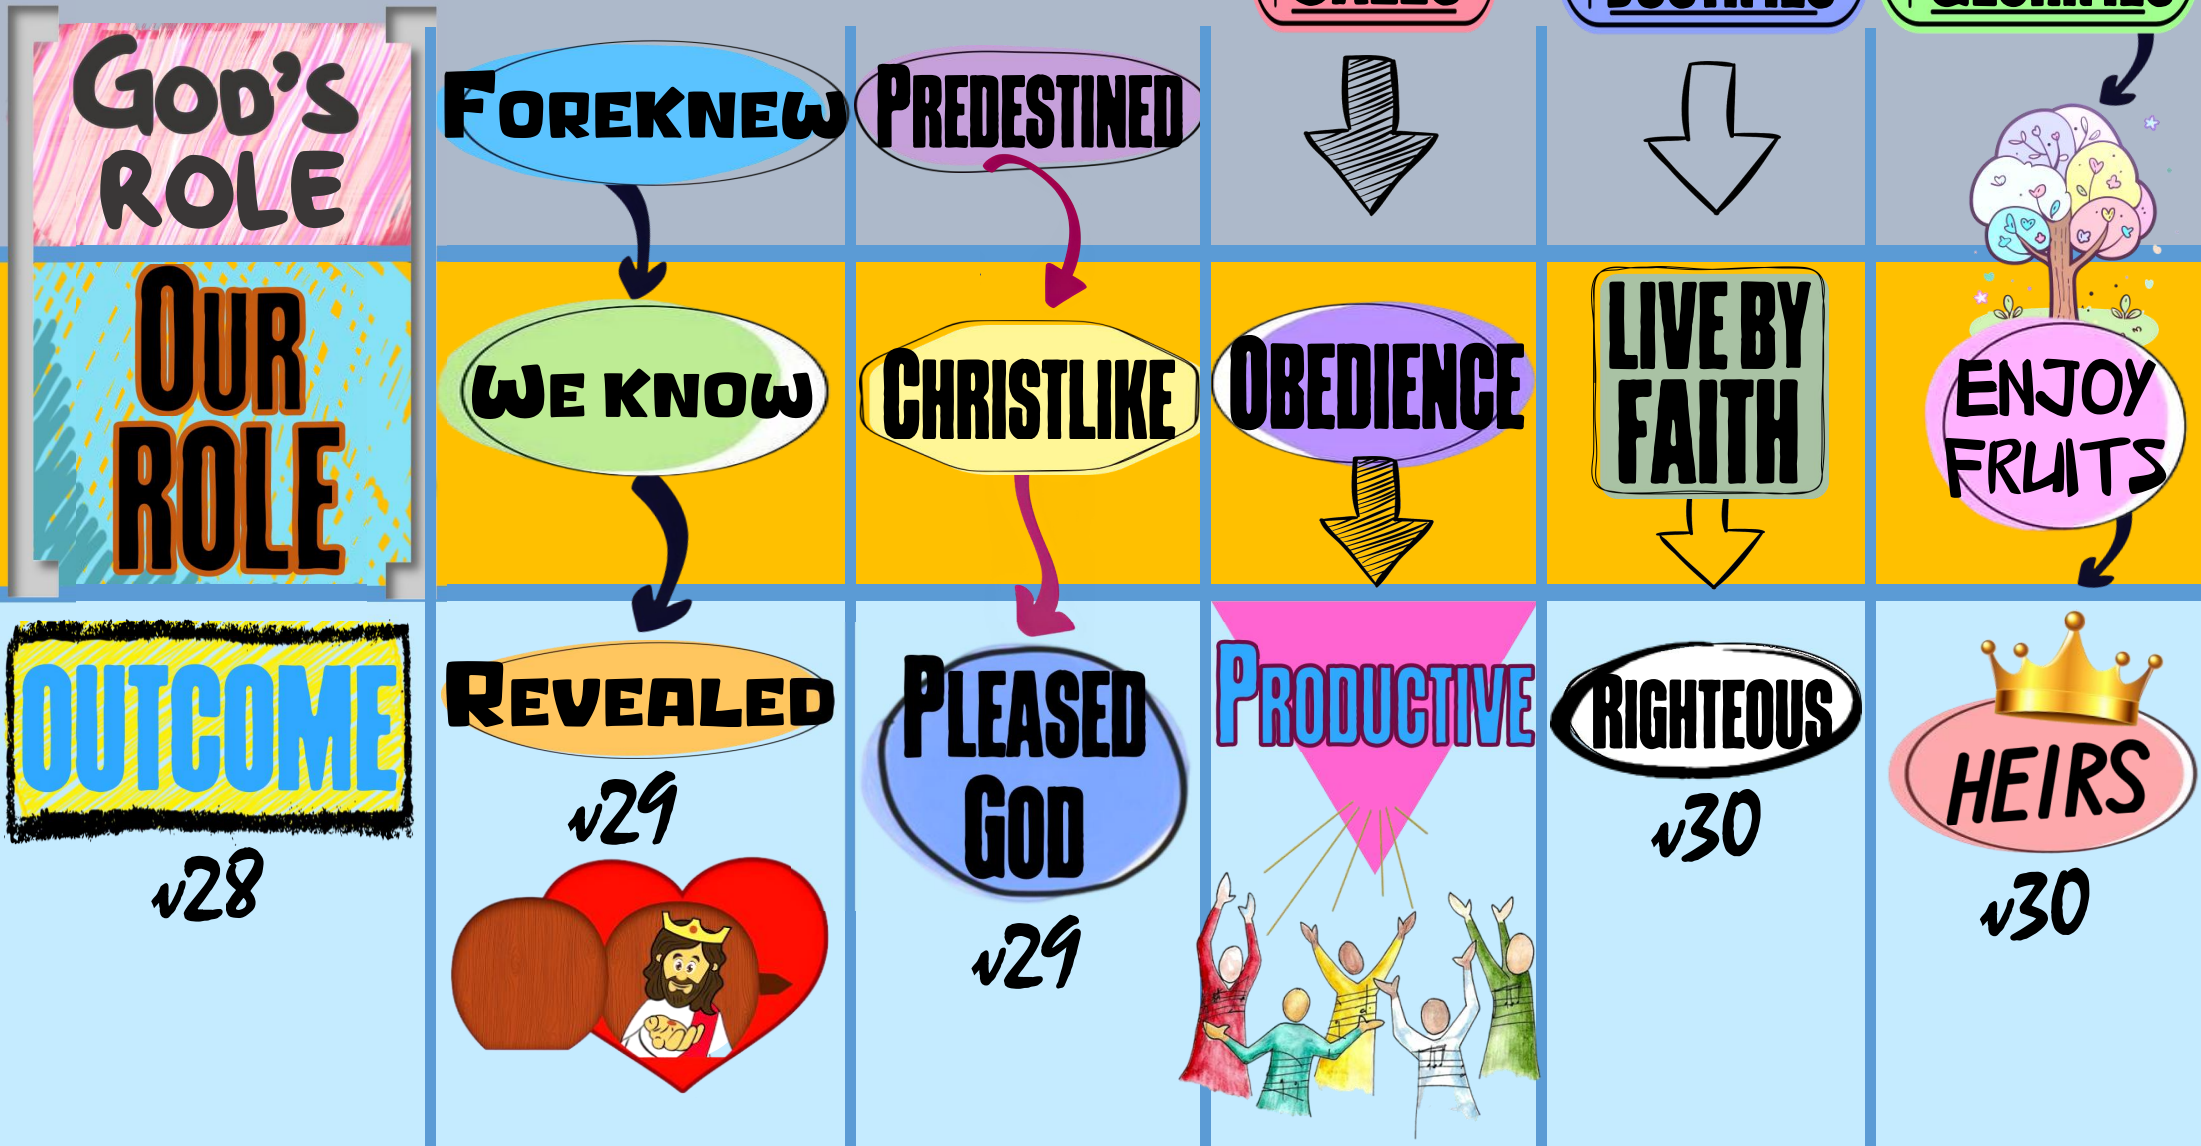 GOD'S
ROLE
FOREKNEW
PREDESTINED
OUR
ROLE
WE KNOW
CHRISTLIKE
OBEDIENCE
LIVE BY
FAITH
ENJOY
FRUITS
OUTCOME
v28
REVEALED
v29
PLEASED
GOD
v29
PRODUCTIVE
RIGHTEOUS
v30
HEIRS
v30